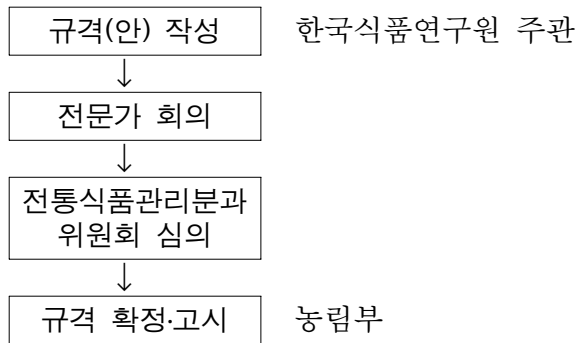 규격(안) 작성 한국식품연구원 주관
↓
전문가 회의
↓
전통식품관리분과
위원회 심의
↓
규격 확정·고시 농림부